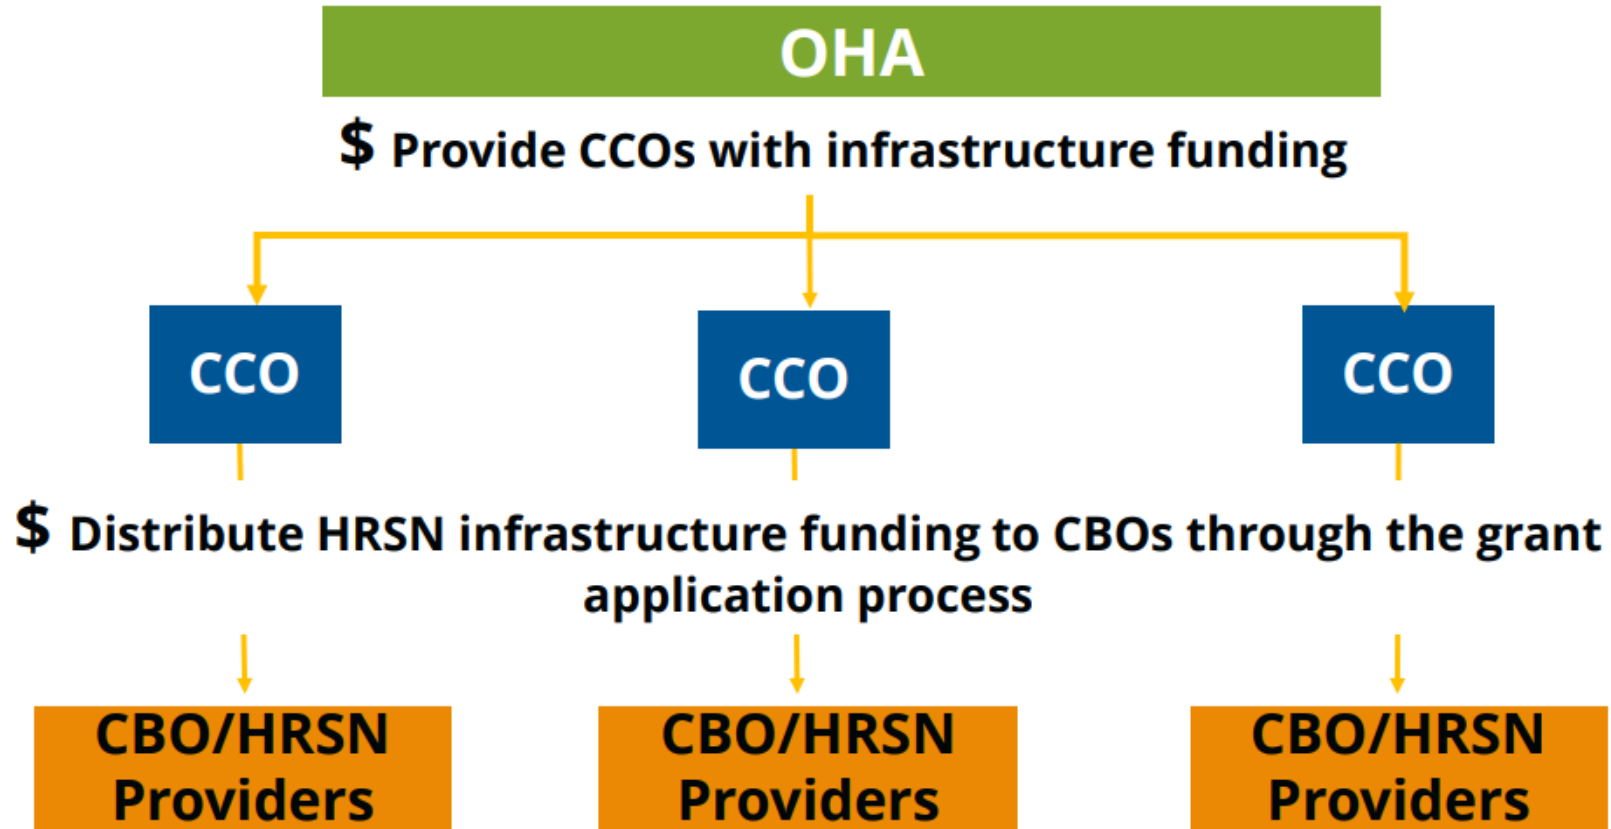 OHA
$ Provide CCOs with infrastructure funding
CCO
CCO
CCO
$ Distribute HRSN infrastructure funding to CBOs through the grant
application process
CBO/HRSN
Providers
CBO/HRSN
Providers
CBO/HRSN
Providers